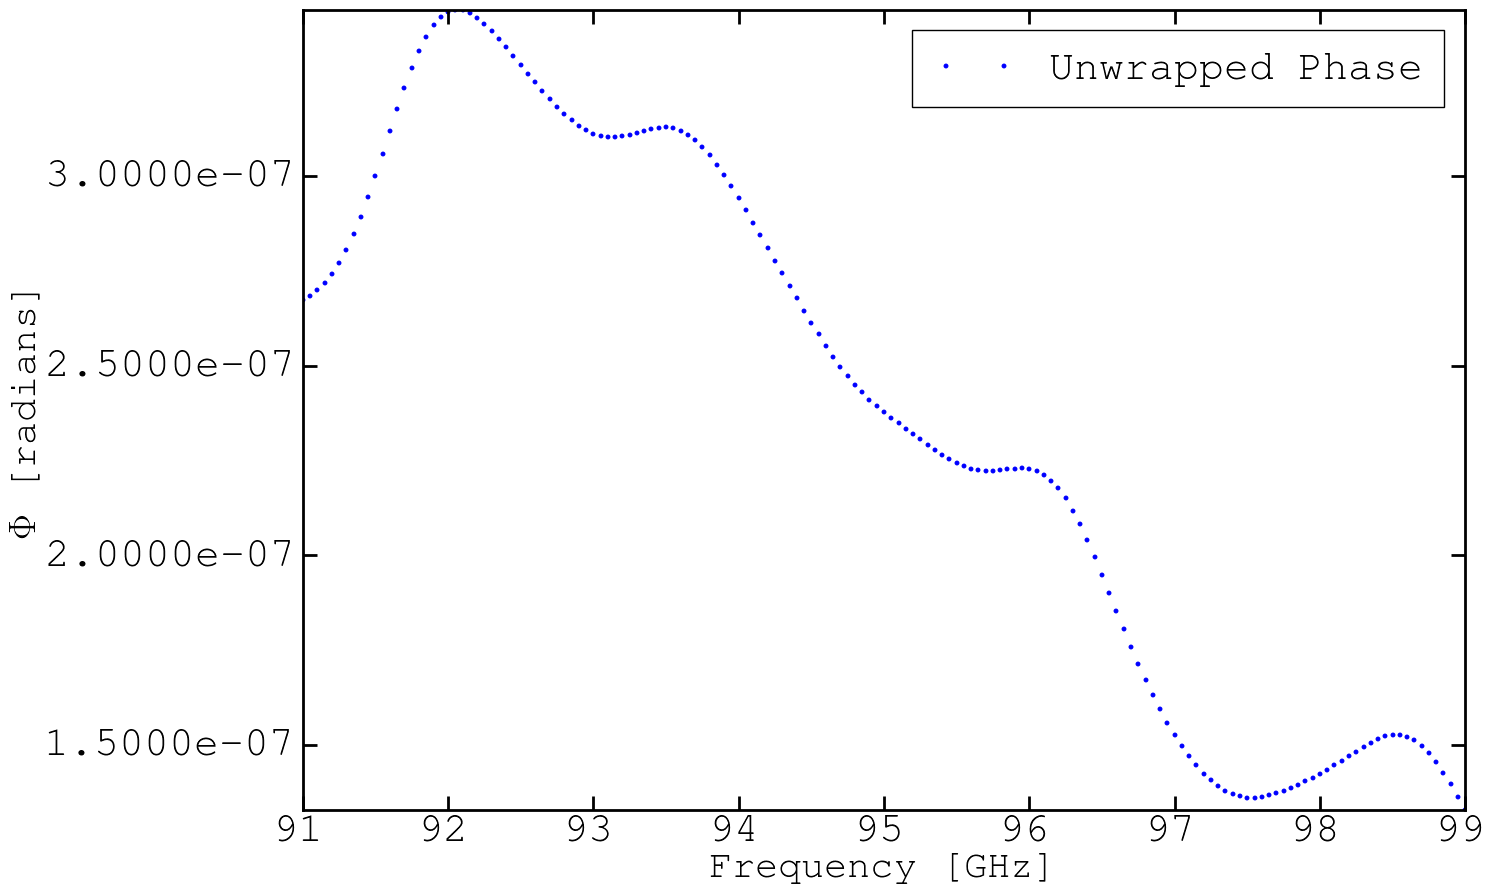 Unwrapped Phase
3.0000e−07
2.5000e−07
2.0000e−07
1.5000e−07
Φ [radians]
91 92 93 94 95 96 97 98 99
Frequency [GHz]